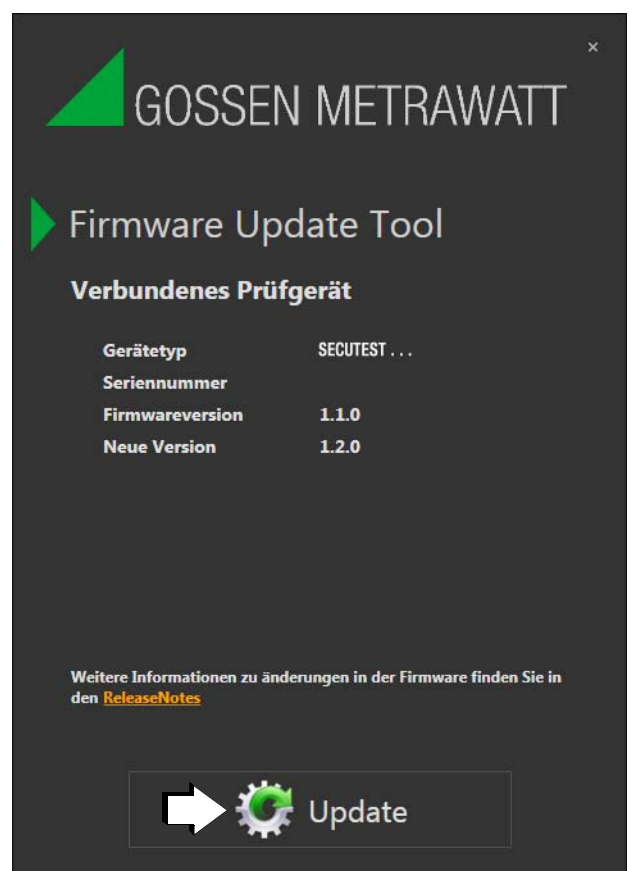 ×
GOSSEN METRAWATT
Firmware Update Tool
Verbundenes Prüfgerät
Gerätetyp SECUTEST . . .
Seriennummer
Firmwareversion 1.1.0
Neue Version 1.2.0
Weitere Informationen zu änderungen in der Firmware finden Sie in
den ReleaseNotes
Update